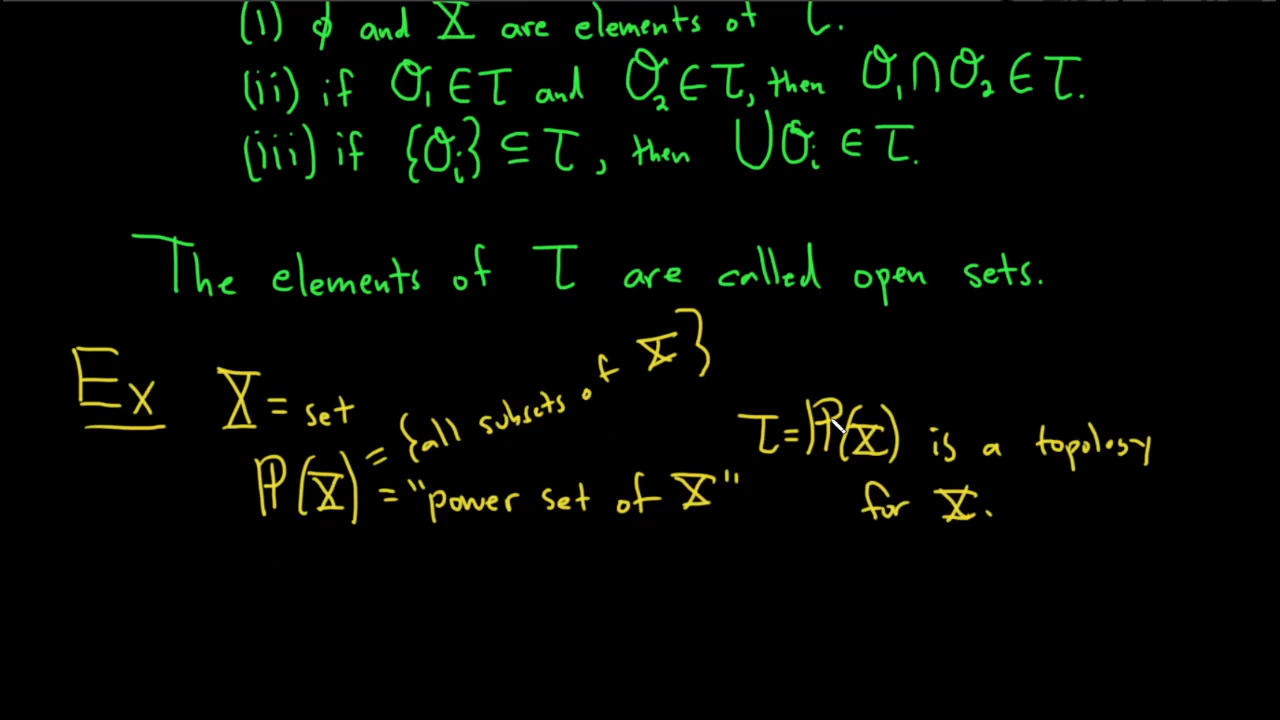 (i) ϕ and X are elements of τ.
(ii) if O₁ ∈ τ and O₂ ∈ τ, then O₁ ∩ O₂ ∈ τ.
(iii) if {Oᵢ} ⊆ τ, then ⋃Oᵢ ∈ τ.
The elements of τ are called open sets.
Ex X = set
= {all subsets of X}
P(X) = "power set of X"
τ = P(X) is a topology
for X.